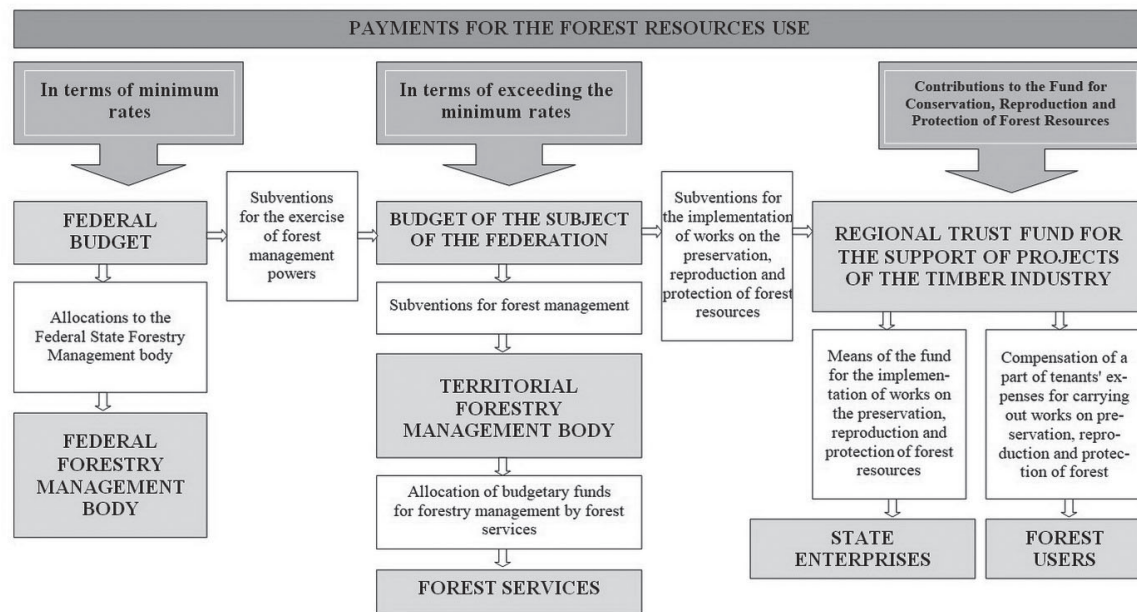 PAYMENTS FOR THE FOREST RESOURCES USE
In terms of minimum
rates
In terms of exceeding the
minimum rates
Contributions to the Fund for
Conservation, Reproduction and
Protection of Forest Resources
FEDERAL
BUDGET
Subventions
for the exercise
of forest
management
powers
BUDGET OF THE SUBJECT
OF THE FEDERATION
Subventions for
the implementation
of works on the
preservation,
reproduction and
protection of forest
resources
REGIONAL TRUST FUND FOR
THE SUPPORT OF PROJECTS
OF THE TIMBER INDUSTRY
Allocations to the
Federal State Forestry
Management body
FEDERAL
FORESTRY
MANAGEMENT
BODY
Subventions for forest management
TERRITORIAL
FORESTRY
MANAGEMENT BODY
Allocation of budgetary funds
for forestry management by forest
services
FOREST SERVICES
Means of the fund
for the implemen-
tation of works on
the preservation,
reproduction and
protection of forest
resources
STATE
ENTERPRISES
Compensation of a
part of tenants' ex-
penses for carrying
out works on pre-
servation, repro-
duction and protec-
tion of forest
FOREST
USERS